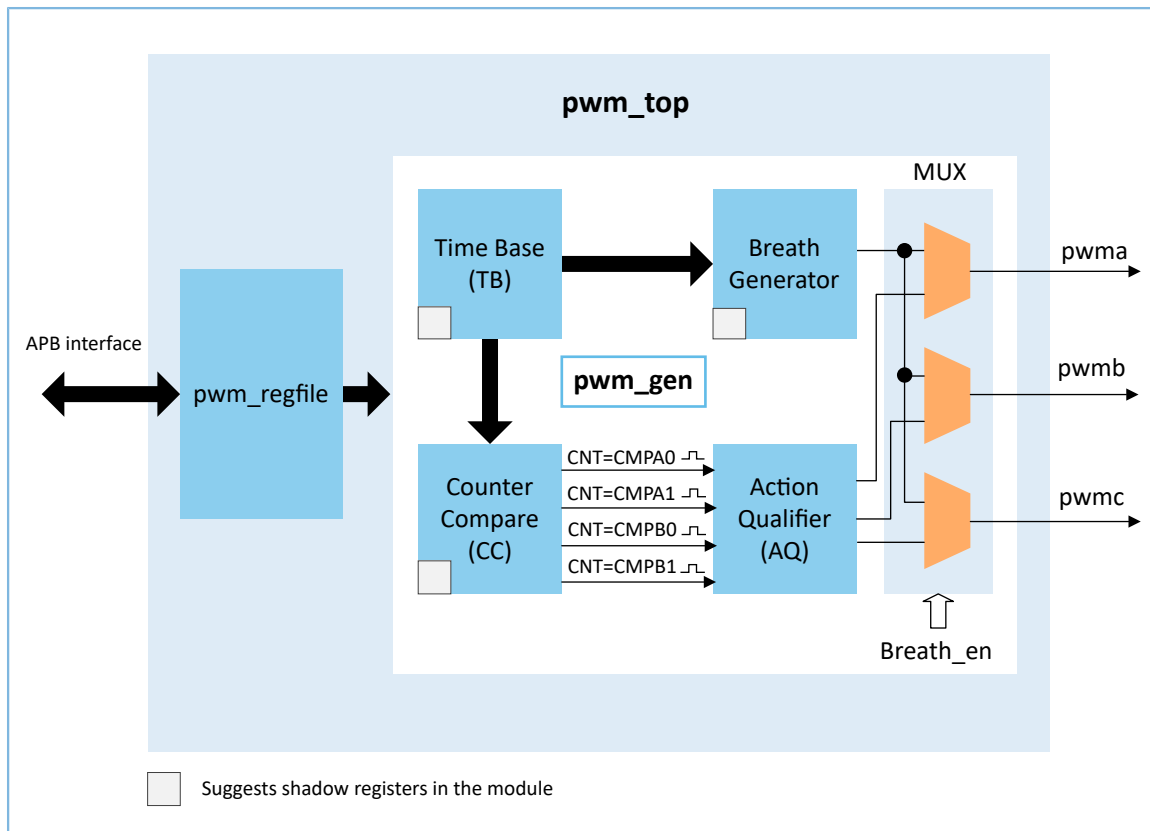 pwm_top
MUX
Time Base
(TB)
Breath
Generator
pwma
APB interface
pwm_regfile
pwm_gen
pwmb
Counter
Compare
(CC)
CNT=CMPA0
CNT=CMPA1
CNT=CMPB0
CNT=CMPB1
Action
Qualifier
(AQ)
pwmc
Breath_en
Suggests shadow registers in the module